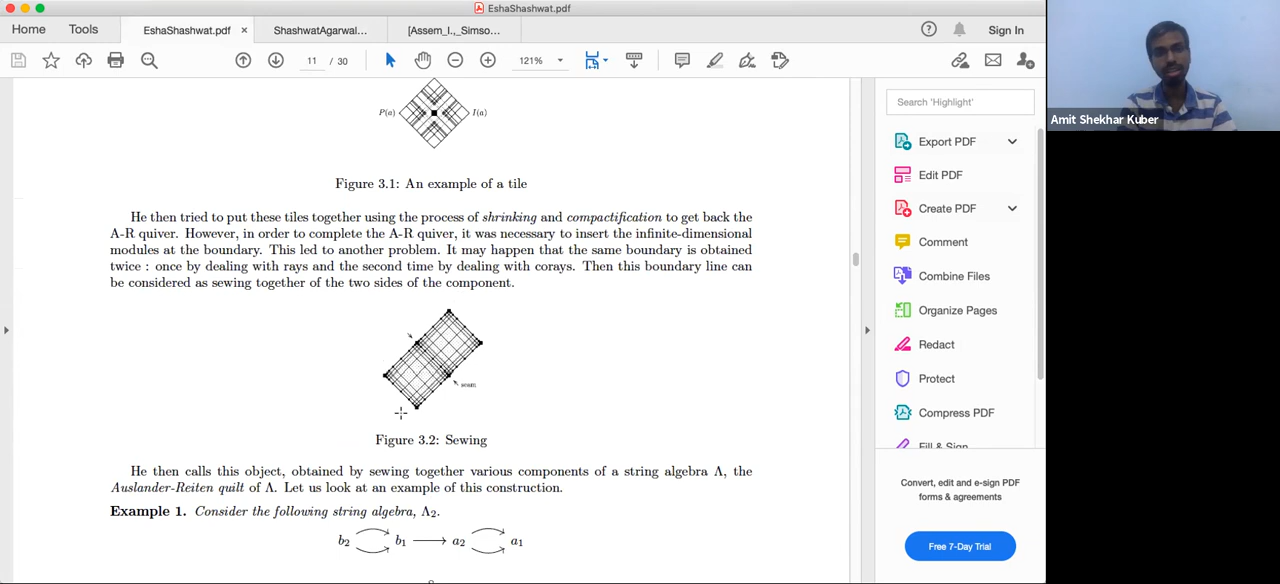 EshaShashwat.pdf
Home
Tools
EshaShashwat.pdf
×
ShashwatAgarwal...
[Assem_I.,_Simso...
Sign In
11 / 30
121%
P(a)
I(a)
Figure 3.1: An example of a tile
He then tried to put these tiles together using the process of shrinking and compactification to get back the
A-R quiver. However, in order to complete the A-R quiver, it was necessary to insert the infinite-dimensional
modules at the boundary. This led to another problem. It may happen that the same boundary is obtained
twice : once by dealing with rays and the second time by dealing with corays. Then this boundary line can
be considered as sewing together of the two sides of the component.
seam
Figure 3.2: Sewing
He then calls this object, obtained by sewing together various components of a string algebra Λ, the
Auslander-Reiten quilt of Λ. Let us look at an example of this construction.
Example 1. Consider the following string algebra, Λ₂.
b₂ b₁ a₂ a₁
Search 'Highlight'
Export PDF
Edit PDF
Create PDF
Comment
Combine Files
Organize Pages
Redact
Protect
Compress PDF
Fill & Sign
Convert, edit and e-sign PDF
forms & agreements
Free 7-Day Trial
Amit Shekhar Kuber